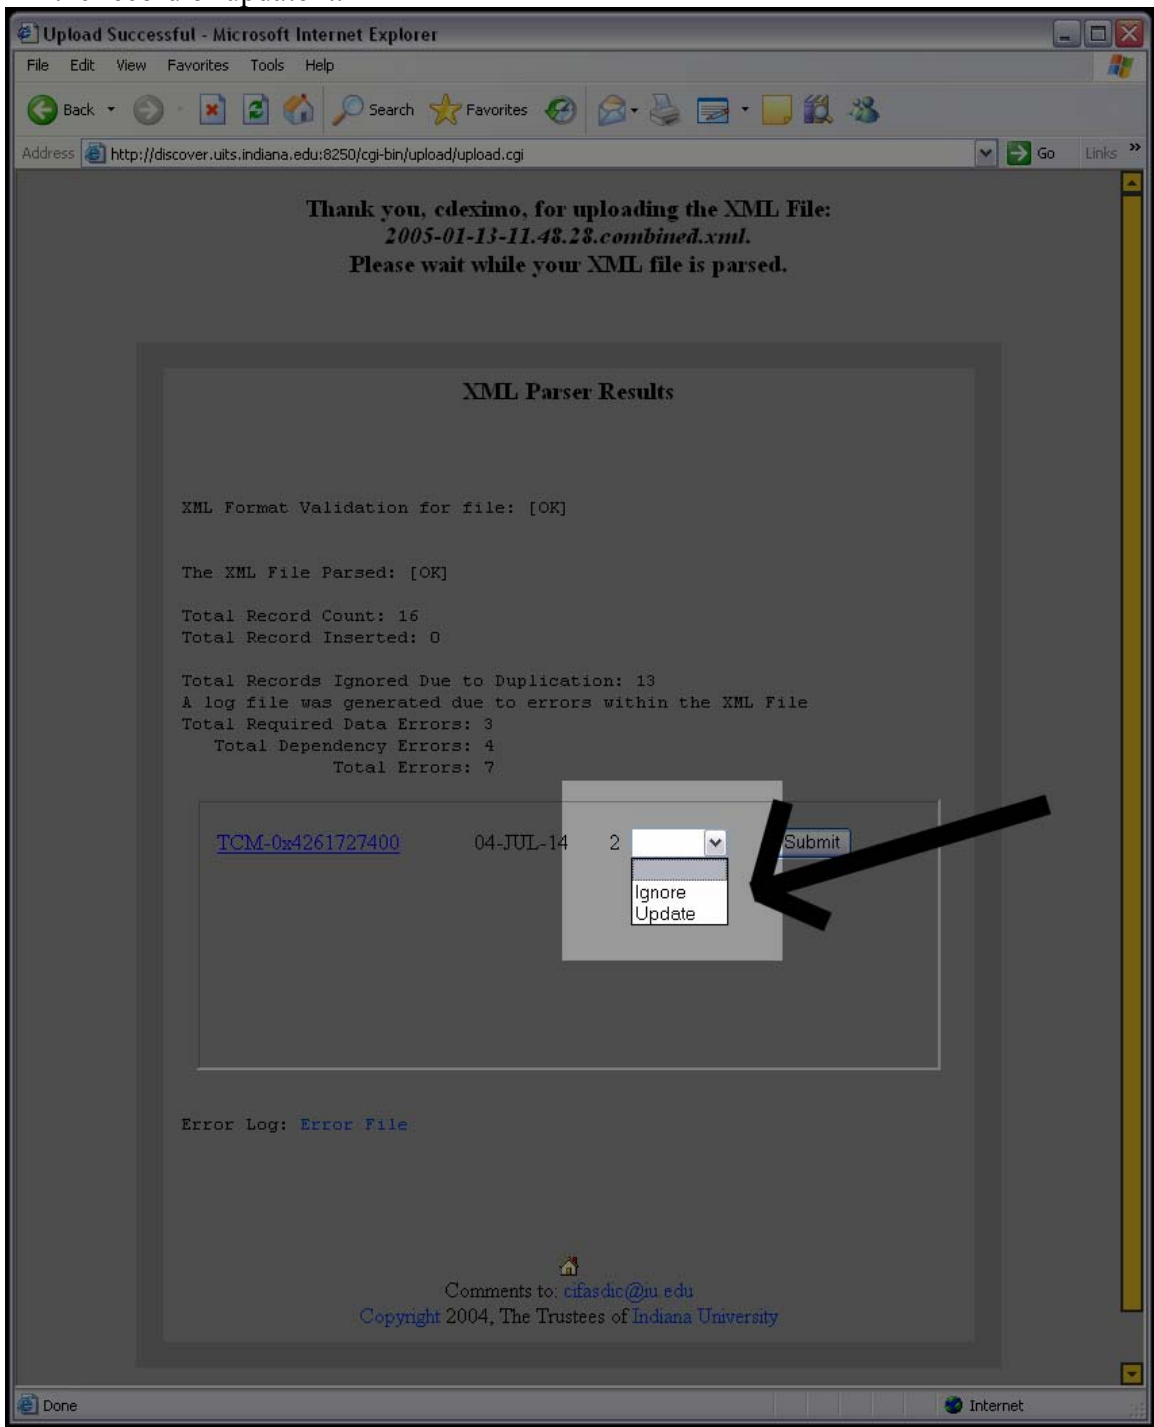 Upload Successful - Microsoft Internet Explorer
File Edit View Favorites Tools Help
Back Search Favorites
Address http://discover.uits.indiana.edu:8250/cgi-bin/upload/upload.cgi Go Links »
Thank you, cdeximo, for uploading the XML File:
2005-01-13-11.48.28.combined.xml.
Please wait while your XML file is parsed.
XML Parser Results
XML Format Validation for file: [OK]
The XML File Parsed: [OK]
Total Record Count: 16
Total Record Inserted: 0
Total Records Ignored Due to Duplication: 13
A log file was generated due to errors within the XML File
Total Required Data Errors: 3
Total Dependency Errors: 4
Total Errors: 7
TCM-0x4261727400 04-JUL-14 2 Submit
Ignore
Update
Error Log: Error File
Comments to: cifasdic@iu.edu
Copyright 2004, The Trustees of Indiana University
Done Internet